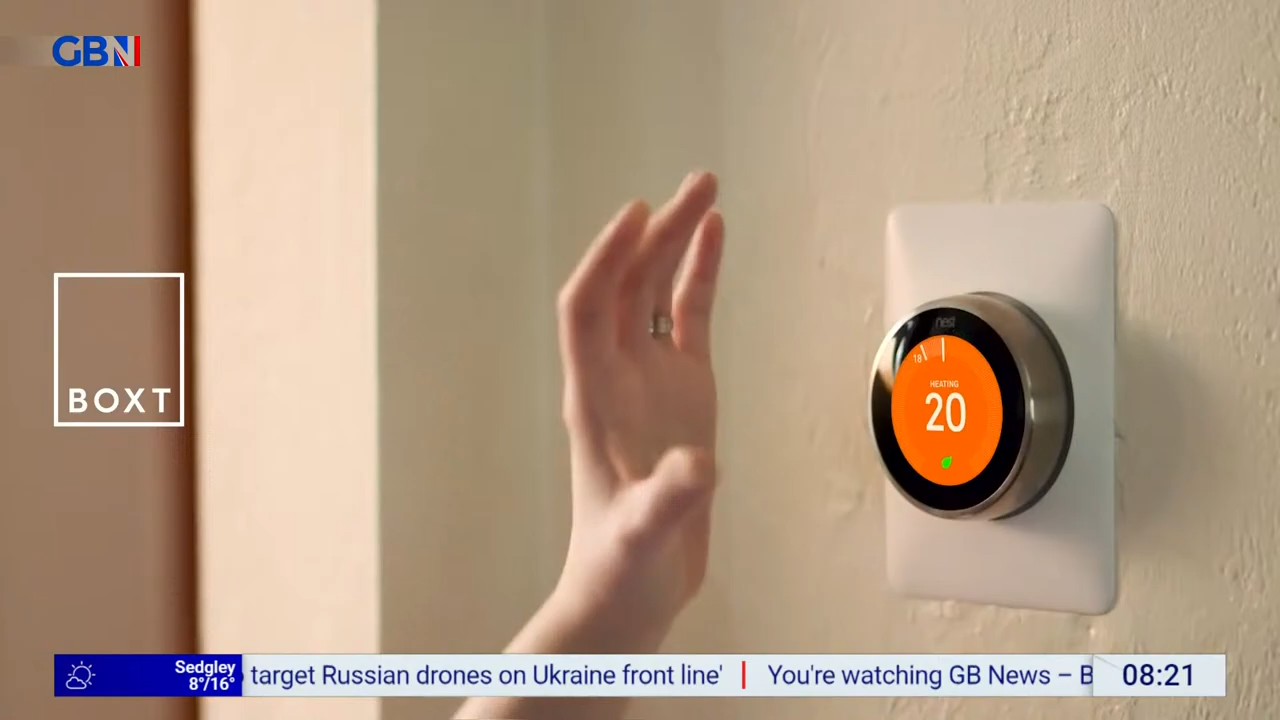 GBN
BOXT
nest
18
HEATING
20
Sedgley
8°/16°
target Russian drones on Ukraine front line' | You're watching GB News – B
08:21